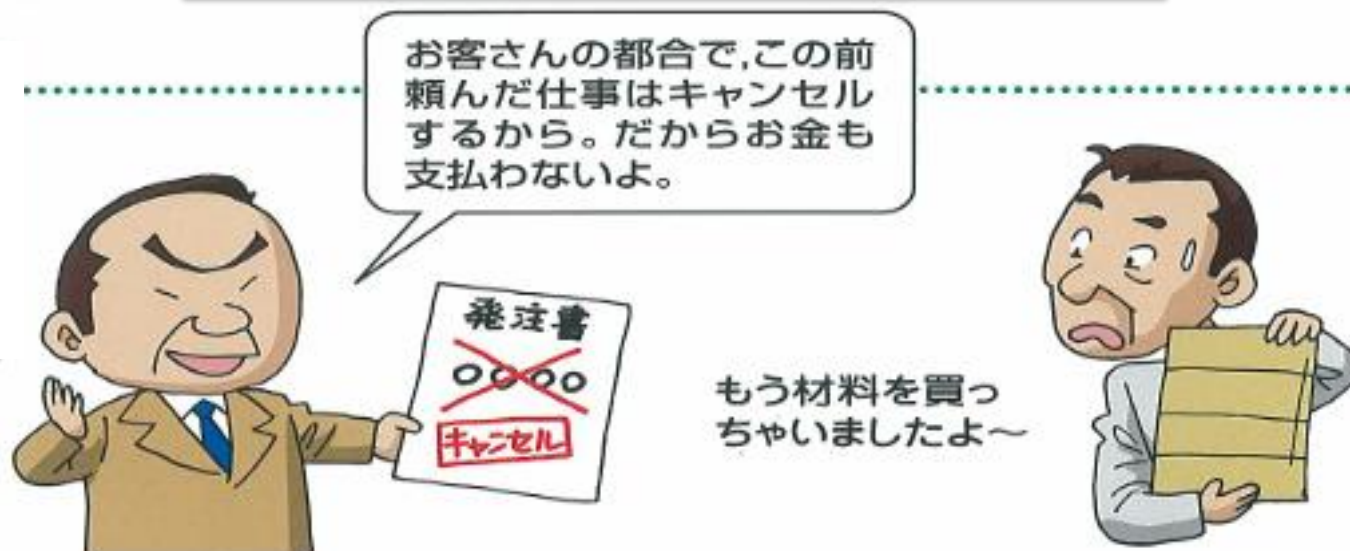 お客さんの都合で,この前
頼んだ仕事はキャンセル
するから。だからお金も
支払わないよ。
発注書
○○○○
キャンセル
もう材料を買っ
ちゃいましたよ～